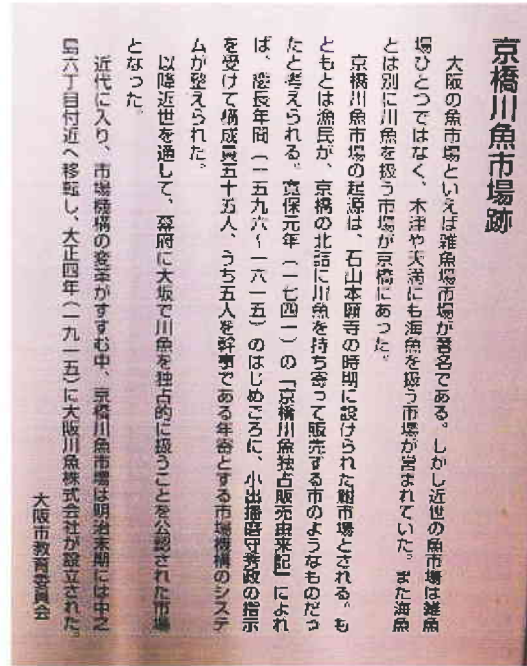 京橋川魚市場跡
大阪の魚市場といえば雑魚場市場が著名である。しかし近世の魚市場は雑魚
場ひとつではなく、木津や天満にも海魚を扱う市場が営まれていた。また海魚
とは別に川魚を扱う市場が京橋にあった。
京橋川魚市場の起源は、石山本願寺の時期に設けられた鮒市場とされる。も
ともとは漁民が、京橋の北詰に川魚を持ち寄って販売する市のようなものだっ
たと考えられる。寛保元年(一七四一)の「京橋川魚独占販売由来記」によれ
ば、慶長年間(一五九六~一六一五)のはじめごろに、小出播磨守秀政の指示
を受けて構成員五十五人、うち五人を幹事である年寄とする市場機構のシステ
ムが整えられた。
以降近世を通して、幕府に大坂で川魚を独占的に扱うことを公認された市場
となった。
近代に入り、市場機構の変革がすすむ中、京橋川魚市場は明治末期には中之
島六丁目付近へ移転し、大正四年(一九一五)に大阪川魚株式会社が設立された。
大阪市教育委員会